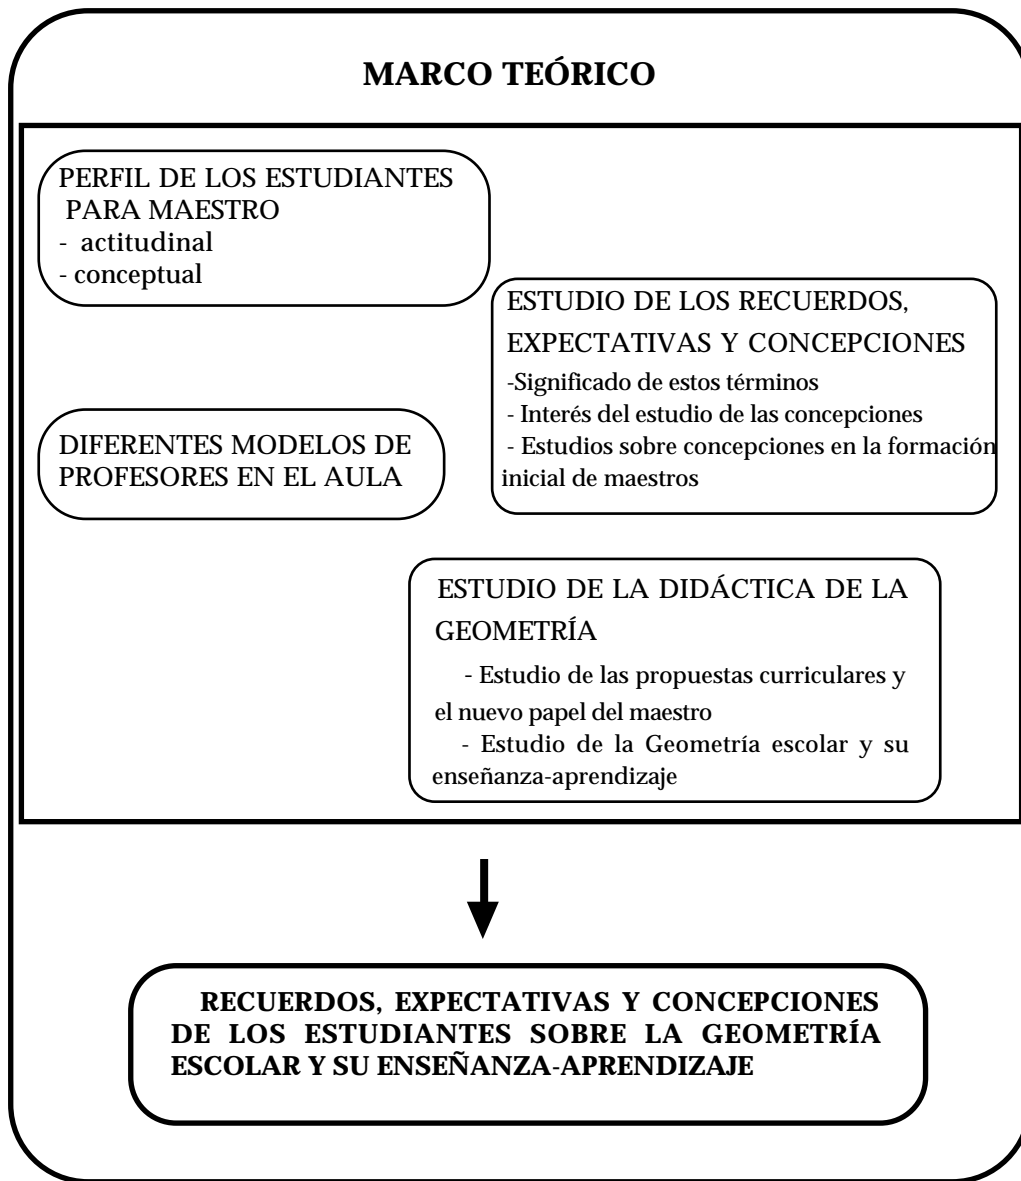 MARCO TEÓRICO
PERFIL DE LOS ESTUDIANTES
PARA MAESTRO
- actitudinal
- conceptual
ESTUDIO DE LOS RECUERDOS,
EXPECTATIVAS Y CONCEPCIONES
-Significado de estos términos
- Interés del estudio de las concepciones
- Estudios sobre concepciones en la formación
inicial de maestros
DIFERENTES MODELOS DE
PROFESORES EN EL AULA
ESTUDIO DE LA DIDÁCTICA DE LA
GEOMETRÍA
- Estudio de las propuestas curriculares y
el nuevo papel del maestro
- Estudio de la Geometría escolar y su
enseñanza-aprendizaje
RECUERDOS, EXPECTATIVAS Y CONCEPCIONES
DE LOS ESTUDIANTES SOBRE LA GEOMETRÍA
ESCOLAR Y SU ENSEÑANZA-APRENDIZAJE